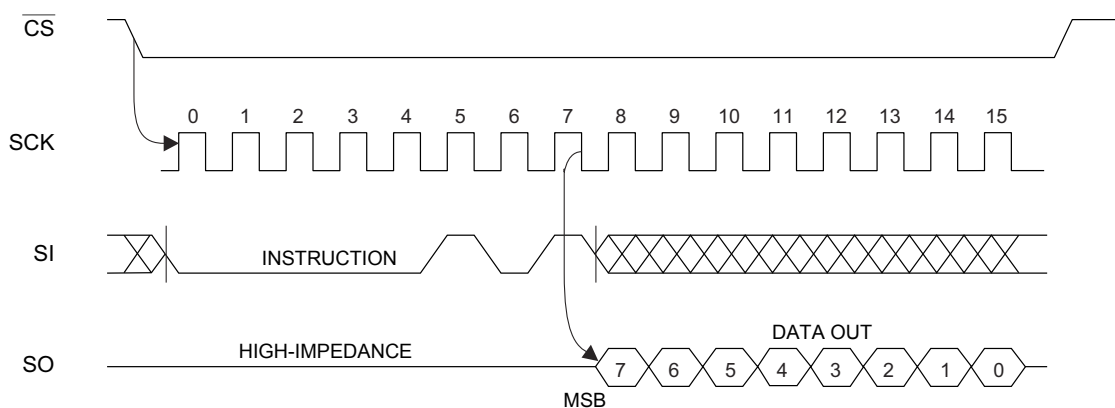 CS
0 1 2 3 4 5 6 7 8 9 10 11 12 13 14 15
SCK
SI
INSTRUCTION
HIGH-IMPEDANCE
DATA OUT
SO
7 6 5 4 3 2 1 0
MSB